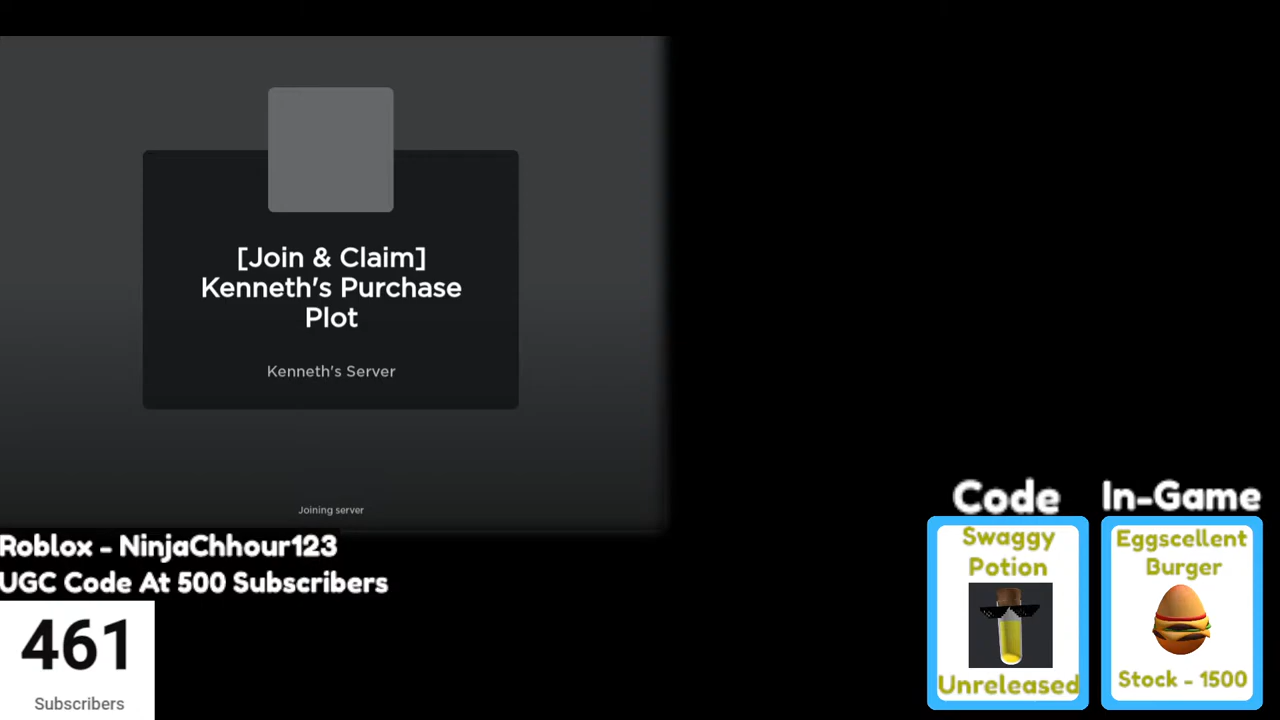 [Join & Claim]
Kenneth's Purchase
Plot
Kenneth's Server
Joining server
Roblox - NinjaChhour123
UGC Code At 500 Subscribers
461
Subscribers
Code
Swaggy
Potion
Unreleased
In-Game
Eggscellent
Burger
Stock - 1500